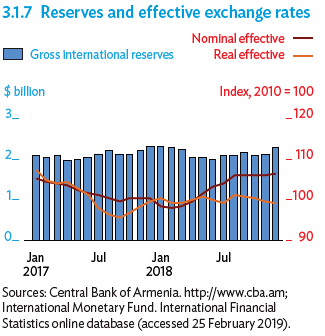 3.1.7 Reserves and effective exchange rates
Nominal effective
Gross international reserves Real effective
$ billion Index, 2010 = 100
3 120
2 110
1 100
0 90
Jan Jul Jan Jul
2017 2018
Sources: Central Bank of Armenia. http://www.cba.am;
International Monetary Fund. International Financial
Statistics online database (accessed 25 February 2019).